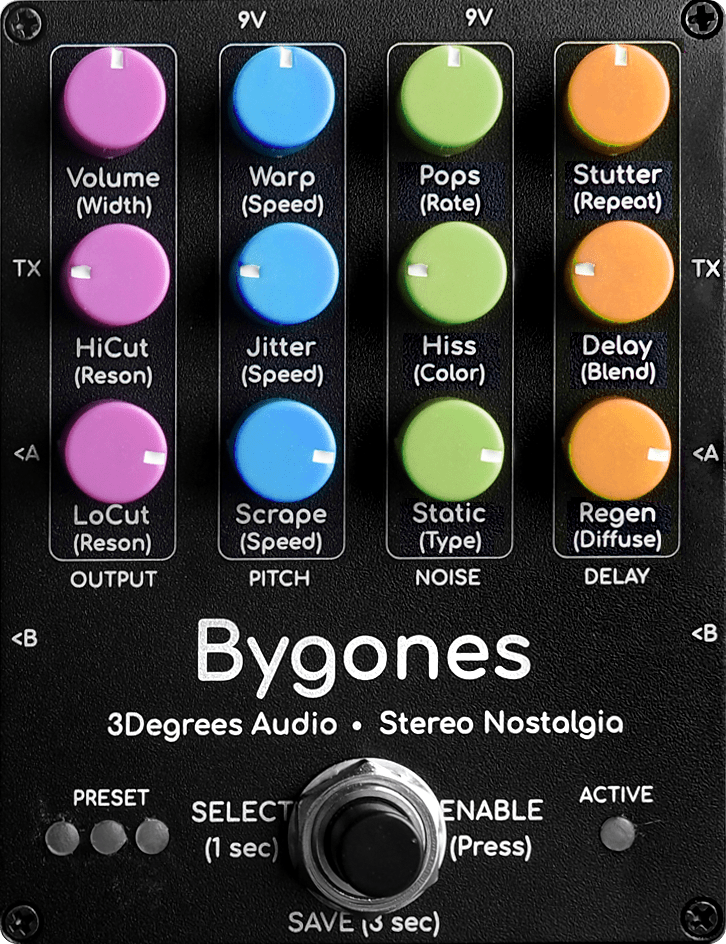 9V 9V
Volume Warp Pops Stutter
(Width) (Speed) (Rate) (Repeat)
TX TX
HiCut Jitter Hiss Delay
(Reson) (Speed) (Color) (Blend)
<A <A
LoCut Scrape Static Regen
(Reson) (Speed) (Type) (Diffuse)
OUTPUT PITCH NOISE DELAY
<B <B
Bygones
3Degrees Audio • Stereo Nostalgia
PRESET ACTIVE
SELECT ENABLE
(1 sec) (Press)
SAVE (3 sec)